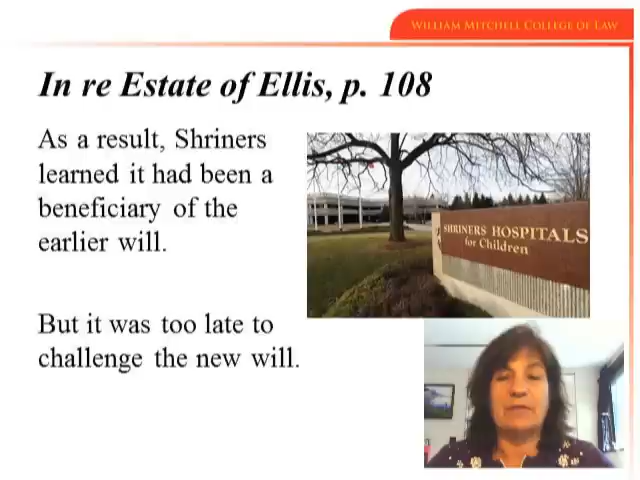 WILLIAM MITCHELL COLLEGE OF LAW
In re Estate of Ellis, p. 108
As a result, Shriners
learned it had been a
beneficiary of the
earlier will.
SHRINERS HOSPITALS
for Children
But it was too late to
challenge the new will.